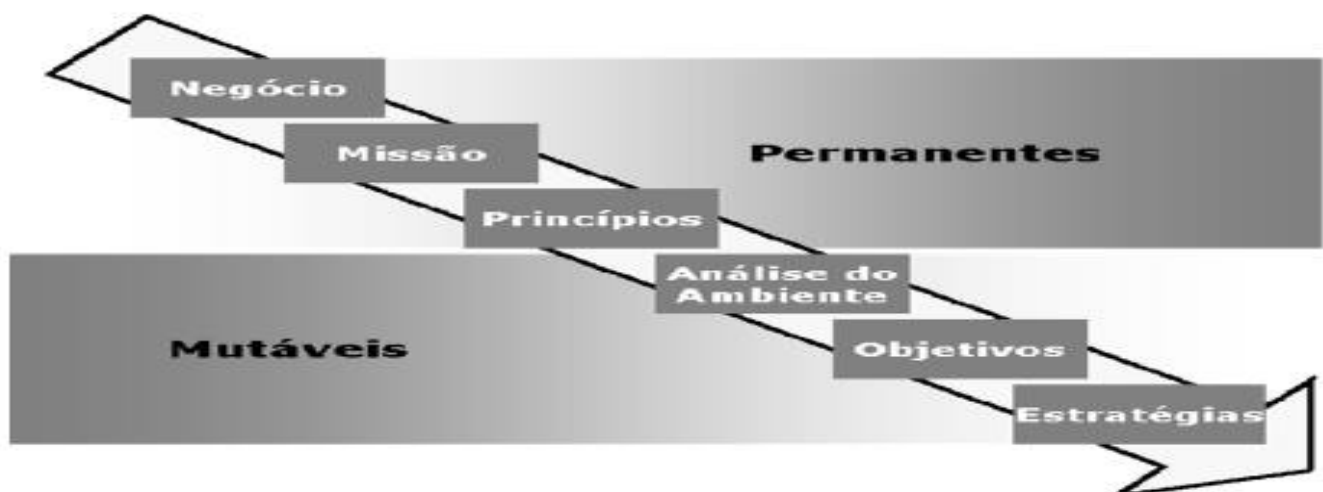 Negócio
Missão
Permanentes
Princípios
Análise do
Ambiente
Mutáveis
Objetivos
Estratégias